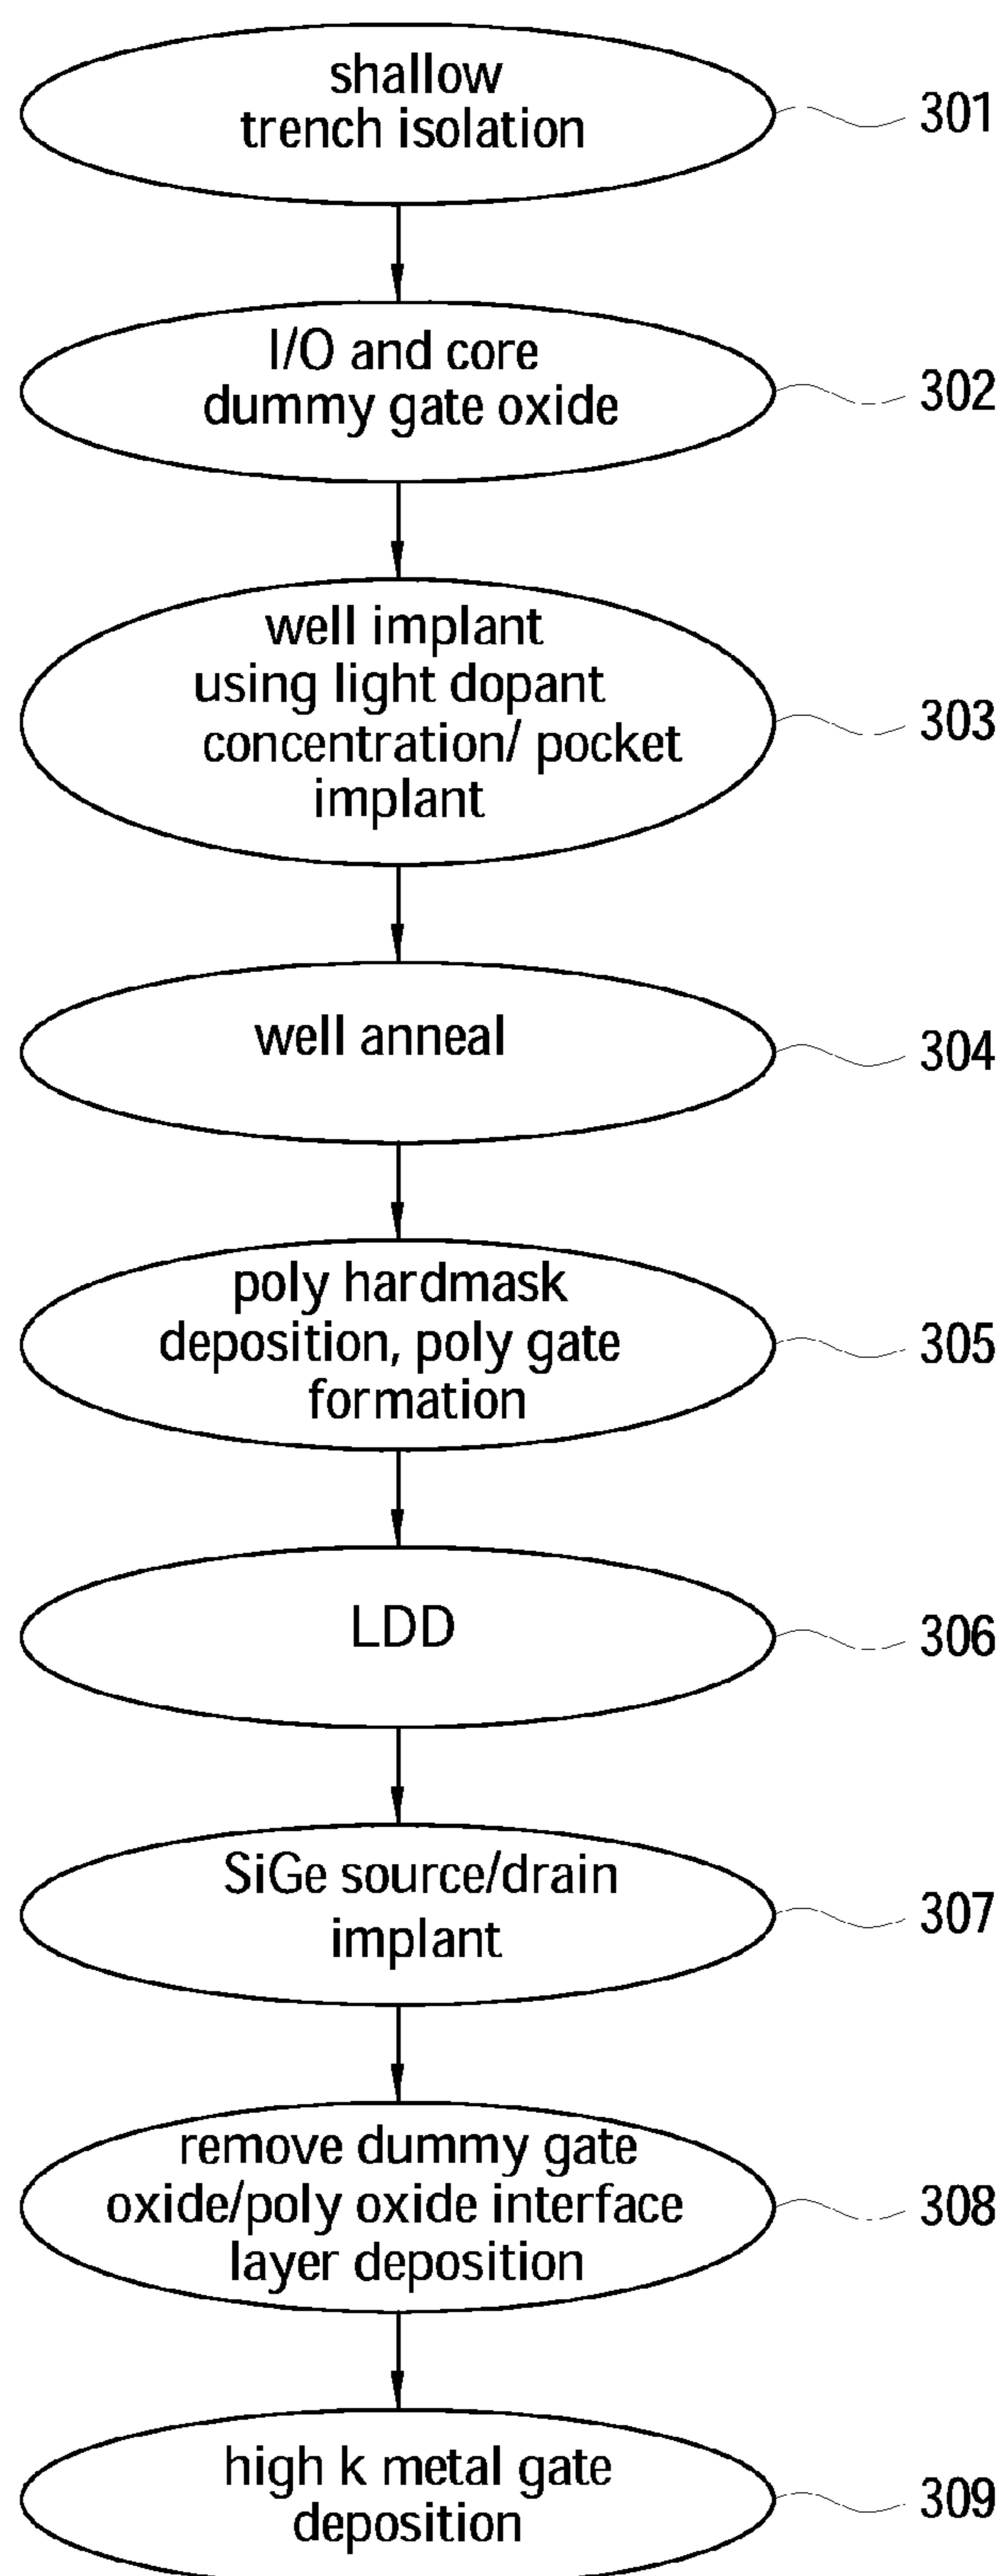 shallow
trench isolation
301
I/O and core
dummy gate oxide
302
well implant
using light dopant
concentration/ pocket
implant
303
well anneal
304
poly hardmask
deposition, poly gate
formation
305
LDD
306
SiGe source/drain
implant
307
remove dummy gate
oxide/poly oxide interface
layer deposition
308
high k metal gate
deposition
309